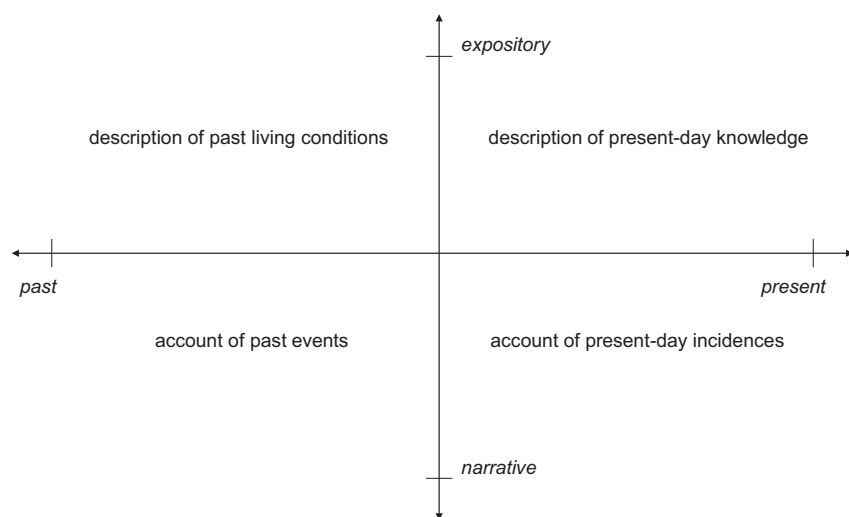 expository
description of past living conditions
description of present-day knowledge
past
present
account of past events
account of present-day incidences
narrative